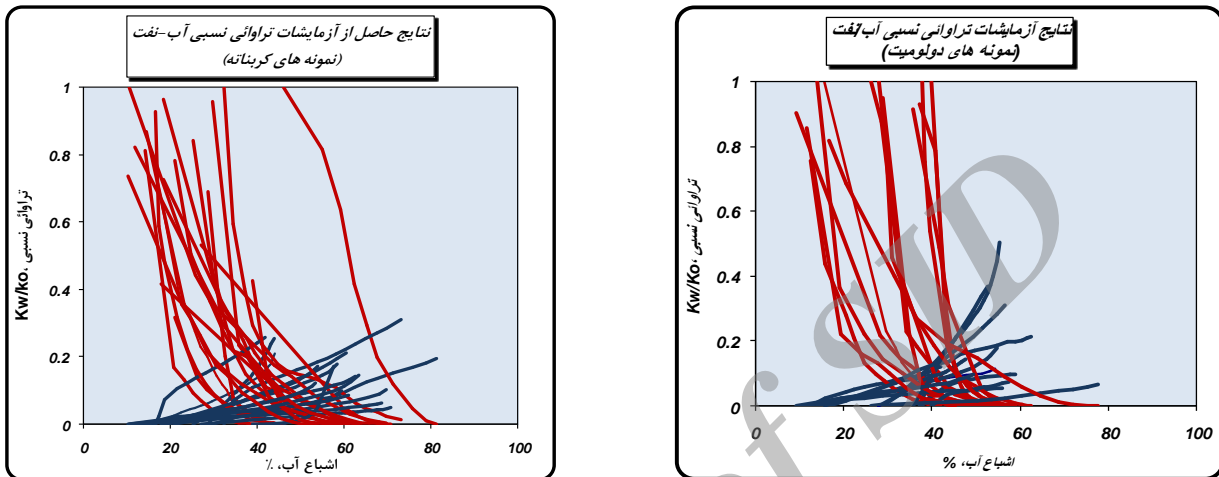 نتایج حاصل از آزمایشات تراوائی نسبی آب-نفت
(نمونه های کربناته)
1
0.8
0.6
0.4
0.2
0
0 20 40 60 80 100
تراوائی نسبی، Kw/ko
اشباع آب، ٪
نتایج آزمایشات تراوائی نسبی آب/نفت
(نمونه های دولومیت)
1
0.8
0.6
0.4
0.2
0
0 20 40 60 80 100
تراوائی نسبی، Kw/Ko
اشباع آب، %
of SID